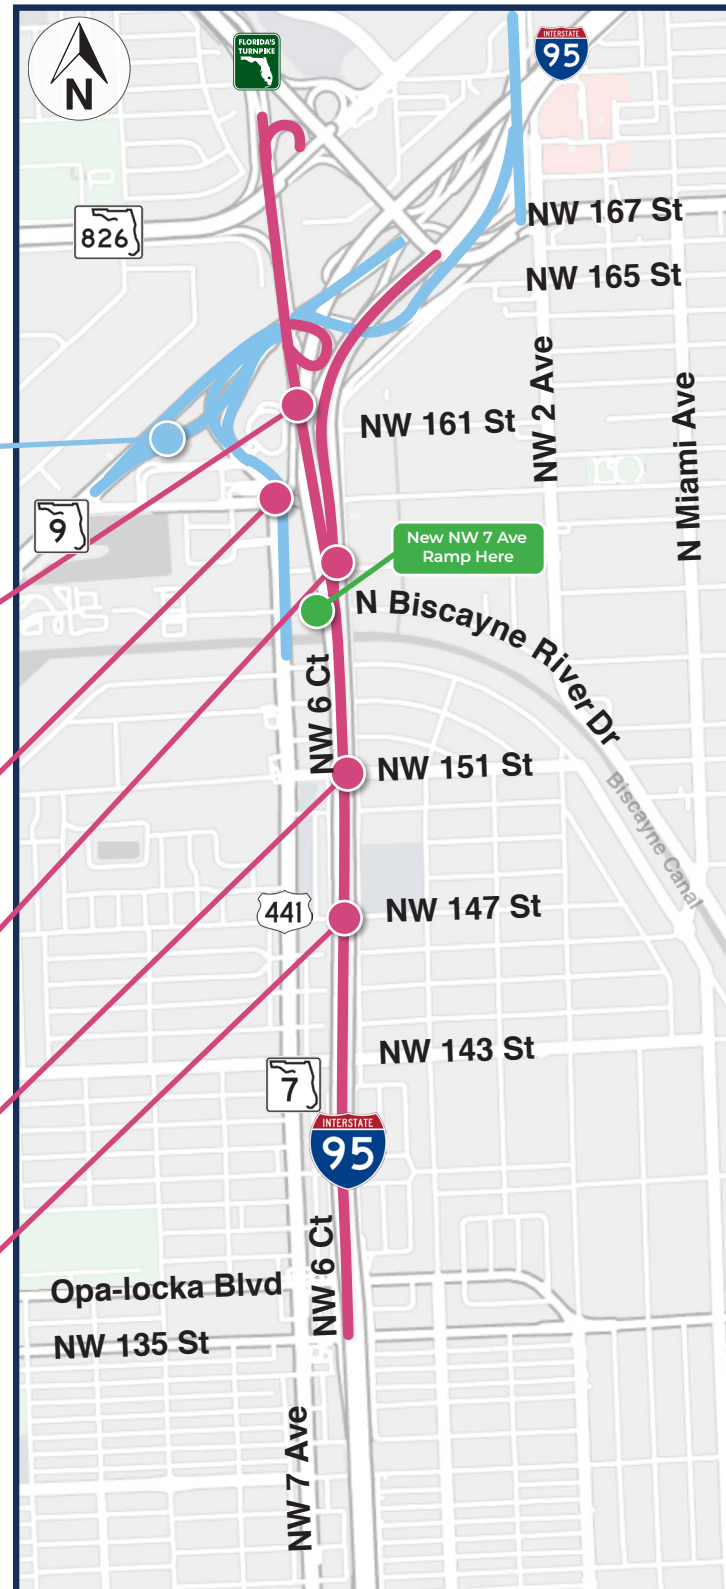 N
FLORIDA'S
TURNPIKE
INTERSTATE
95
826
NW 167 St
NW 165 St
NW 2 Ave
N Miami Ave
NW 161 St
9
New NW 7 Ave
Ramp Here
N Biscayne River Dr
NW 6 Ct
NW 151 St
Biscayne Canal
441
NW 147 St
NW 143 St
7
INTERSTATE
95
NW 6 Ct
Opa-locka Blvd
NW 135 St
NW 7 Ave